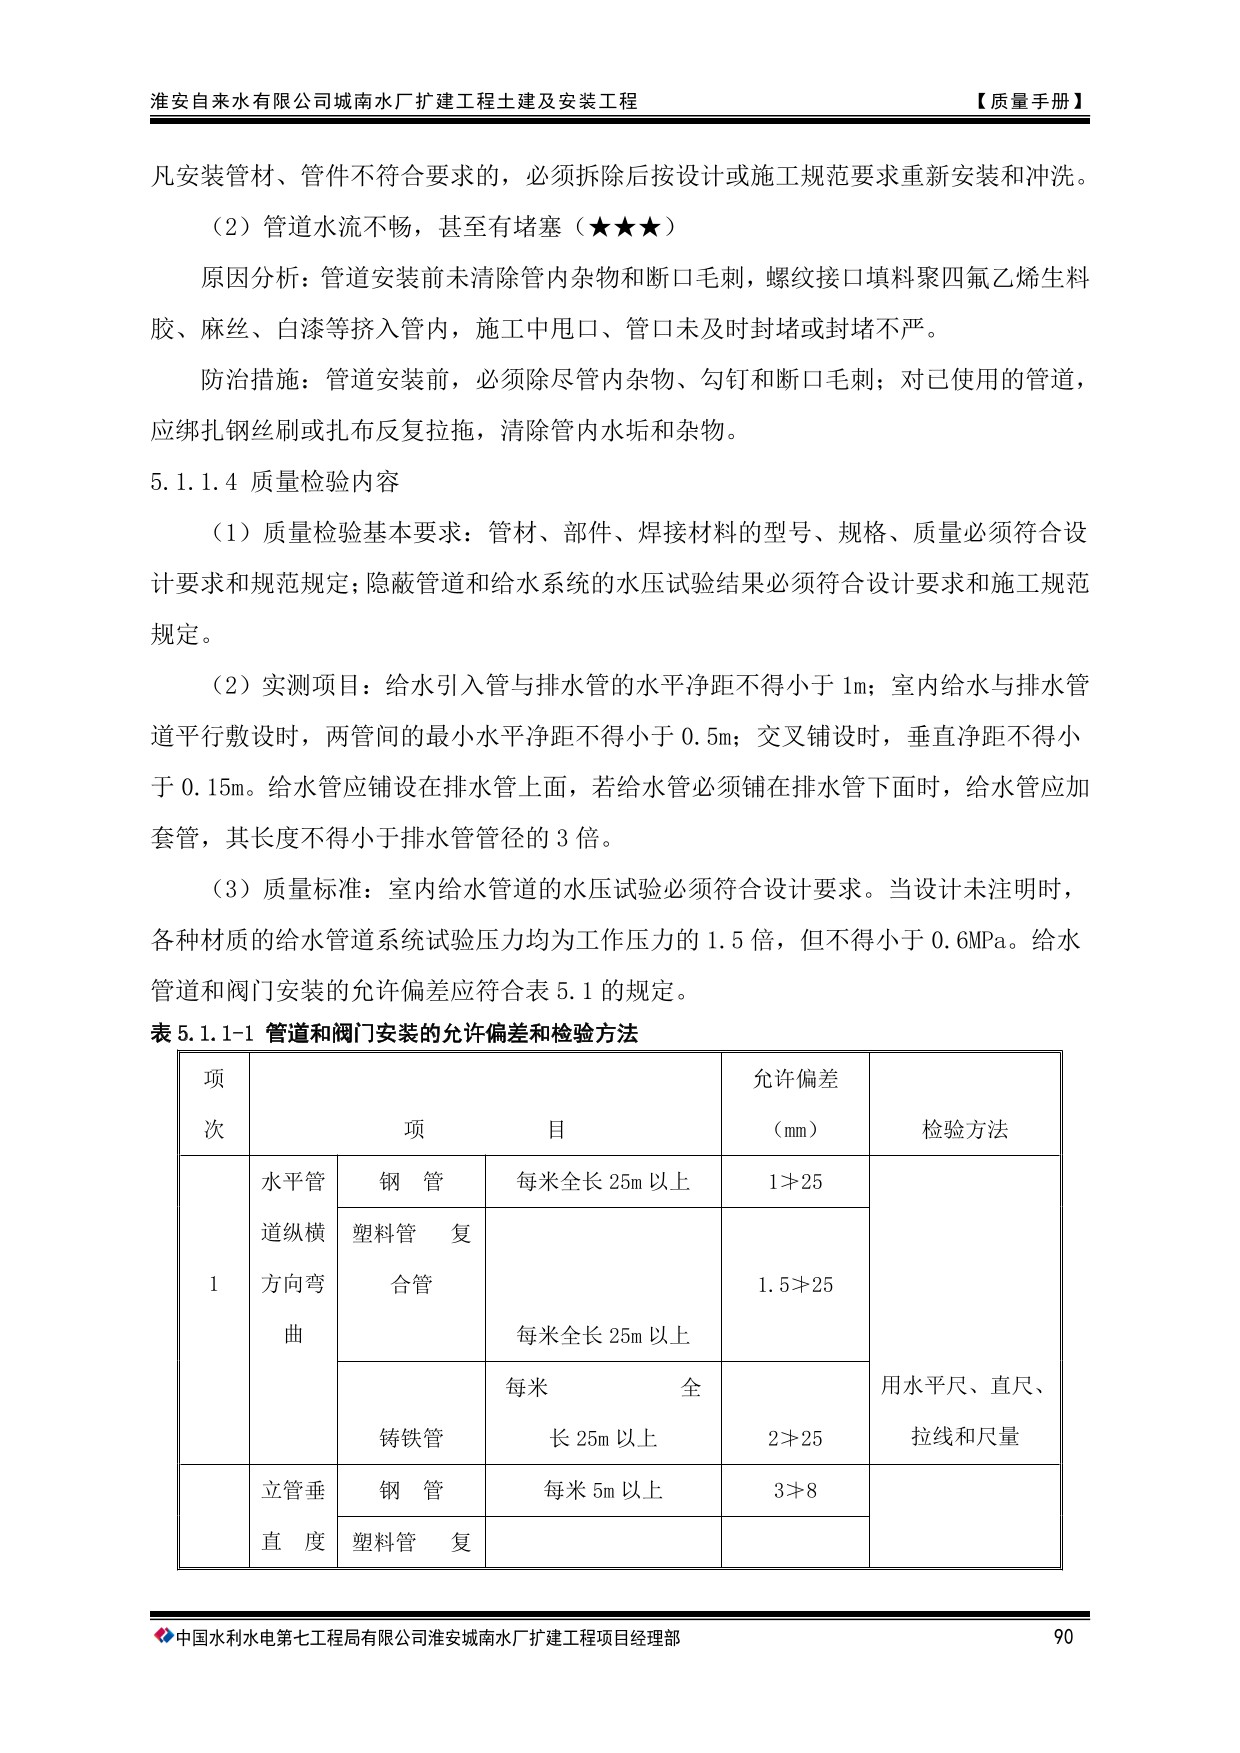 淮安自来水有限公司城南水厂扩建工程土建及安装工程 【质量手册】
凡安装管材、管件不符合要求的，必须拆除后按设计或施工规范要求重新安装和冲洗。
（2）管道水流不畅，甚至有堵塞（★★★）
原因分析：管道安装前未清除管内杂物和断口毛刺，螺纹接口填料聚四氟乙烯生料
胶、麻丝、白漆等挤入管内，施工中甩口、管口未及时封堵或封堵不严。
防治措施：管道安装前，必须除尽管内杂物、勾钉和断口毛刺；对已使用的管道，
应绑扎钢丝刷或扎布反复拉拖，清除管内水垢和杂物。
5.1.1.4 质量检验内容
（1）质量检验基本要求：管材、部件、焊接材料的型号、规格、质量必须符合设
计要求和规范规定；隐蔽管道和给水系统的水压试验结果必须符合设计要求和施工规范
规定。
（2）实测项目：给水引入管与排水管的水平净距不得小于 1m；室内给水与排水管
道平行敷设时，两管间的最小水平净距不得小于 0.5m；交叉铺设时，垂直净距不得小
于 0.15m。给水管应铺设在排水管上面，若给水管必须铺在排水管下面时，给水管应加
套管，其长度不得小于排水管管径的 3 倍。
（3）质量标准：室内给水管道的水压试验必须符合设计要求。当设计未注明时，
各种材质的给水管道系统试验压力均为工作压力的 1.5 倍，但不得小于 0.6MPa。给水
管道和阀门安装的允许偏差应符合表 5.1 的规定。
表 5.1.1-1 管道和阀门安装的允许偏差和检验方法
项 允许偏差
次 项 目 （mm） 检验方法
水平管 钢 管 每米全长 25m 以上 1≯25
道纵横 塑料管 复
1 方向弯 合管 1.5≯25
曲 每米全长 25m 以上
每米 全 用水平尺、直尺、
铸铁管 长 25m 以上 2≯25 拉线和尺量
立管垂 钢 管 每米 5m 以上 3≯8
直 度 塑料管 复
中国水利水电第七工程局有限公司淮安城南水厂扩建工程项目经理部 90